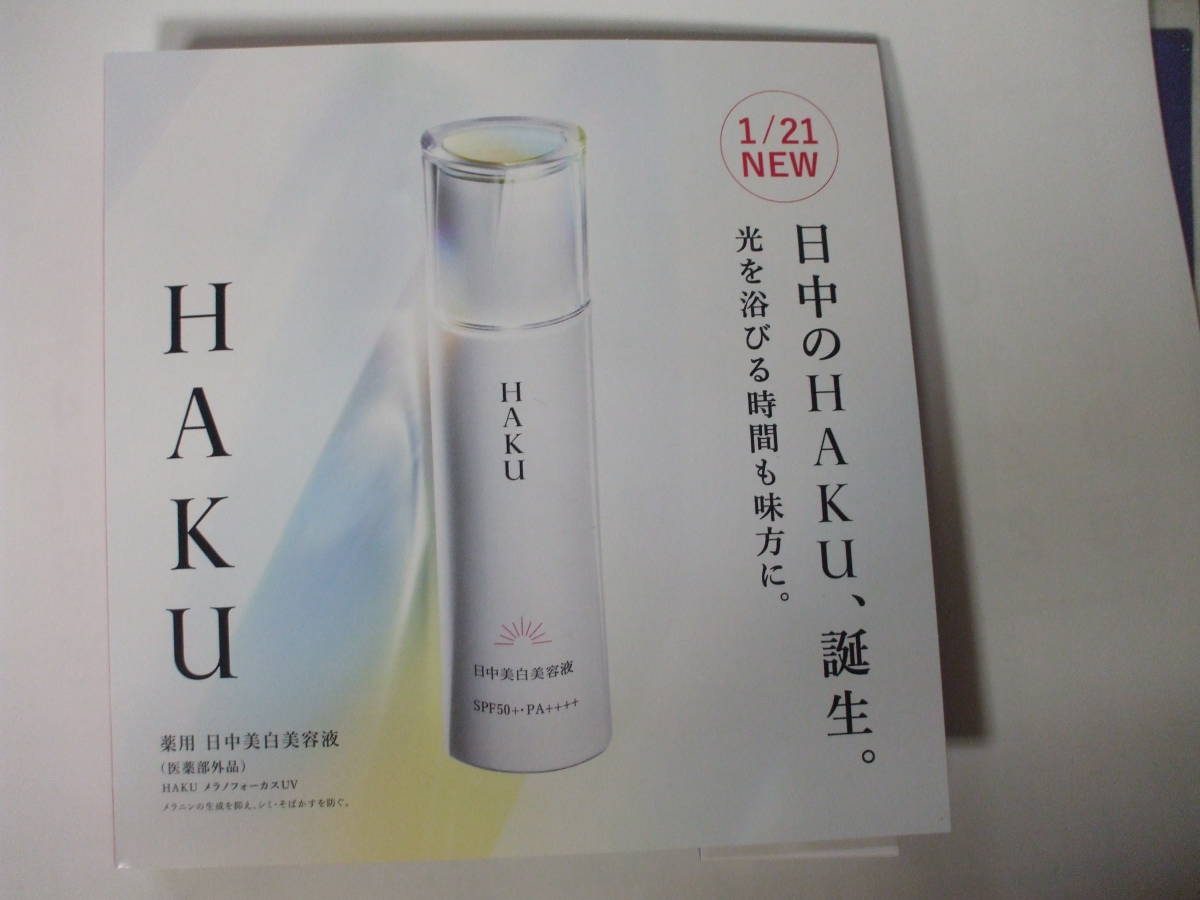 1/21
NEW
日中のHAKU、誕生。
光を浴びる時間も味方に。
HAKU
HAKU
日中美白美容液
SPF50+・PA++++
薬用 日中美白美容液
(医薬部外品)
HAKU メラノフォーカスUV
メラニンの生成を抑え、シミ・そばかすを防ぐ。